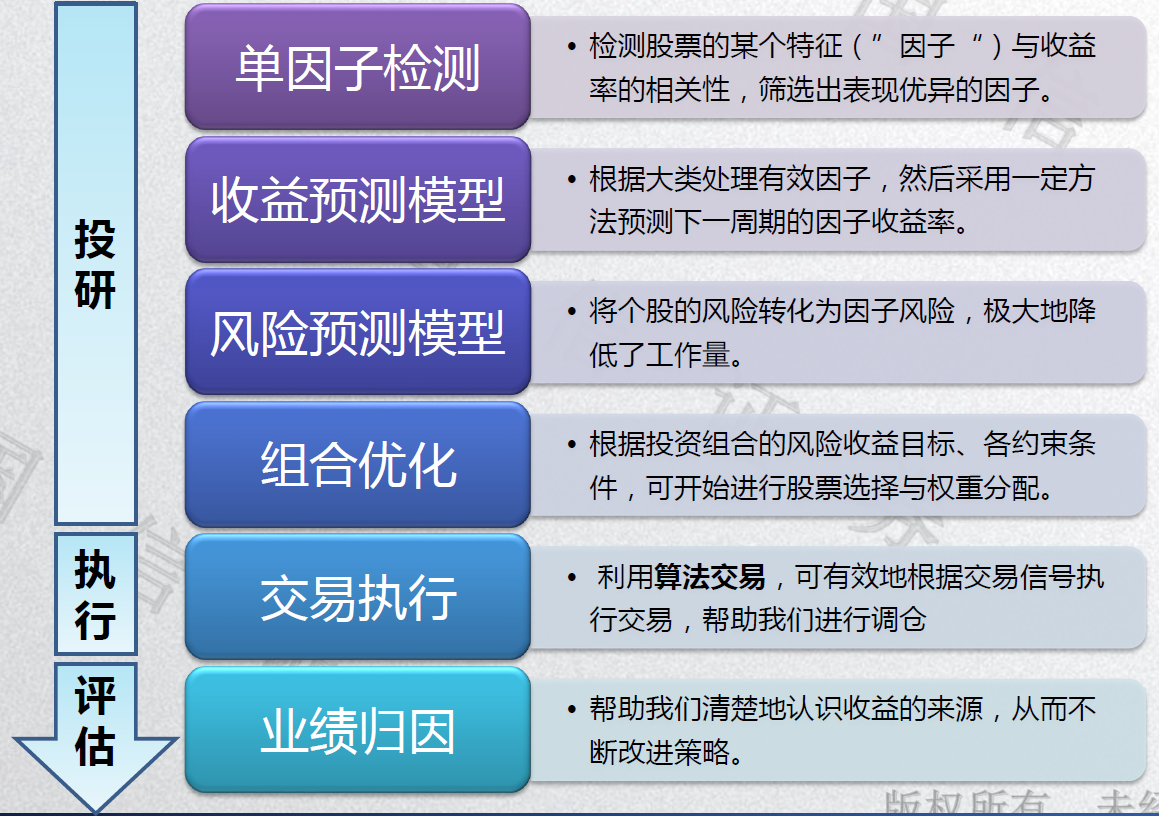 投
研
执
行
评
估
单因子检测
• 检测股票的某个特征（”因子“）与收益
率的相关性，筛选出表现优异的因子。
收益预测模型
• 根据大类处理有效因子，然后采用一定方
法预测下一周期的因子收益率。
风险预测模型
• 将个股的风险转化为因子风险，极大地降
低了工作量。
组合优化
• 根据投资组合的风险收益目标、各约束条
件，可开始进行股票选择与权重分配。
交易执行
• 利用算法交易，可有效地根据交易信号执
行交易，帮助我们进行调仓
业绩归因
• 帮助我们清楚地认识收益的来源，从而不
断改进策略。
版权所有 未经